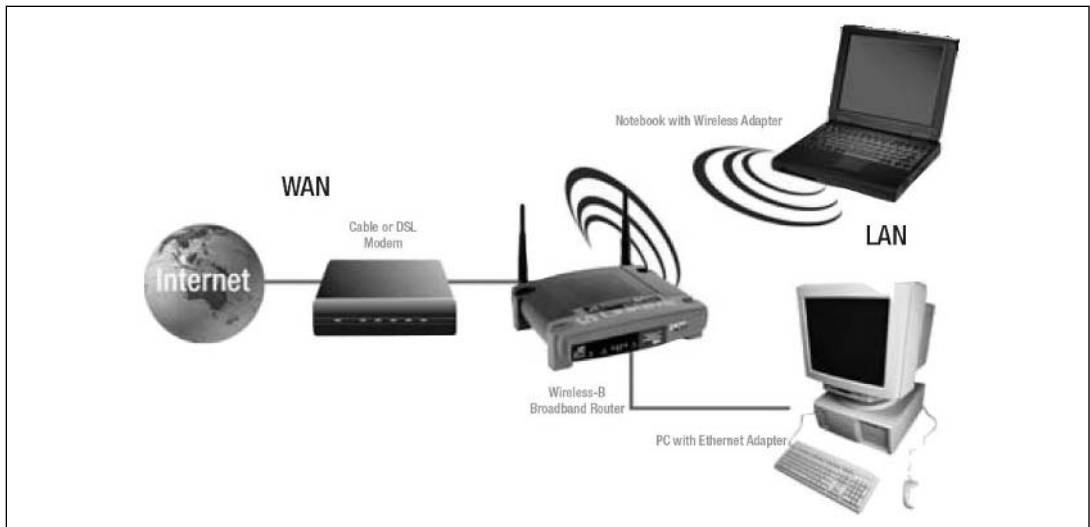 Notebook with Wireless Adapter
WAN
Cable or DSL
Modem
LAN
Internet
Wireless-B
Broadband Router
PC with Ethernet Adapter